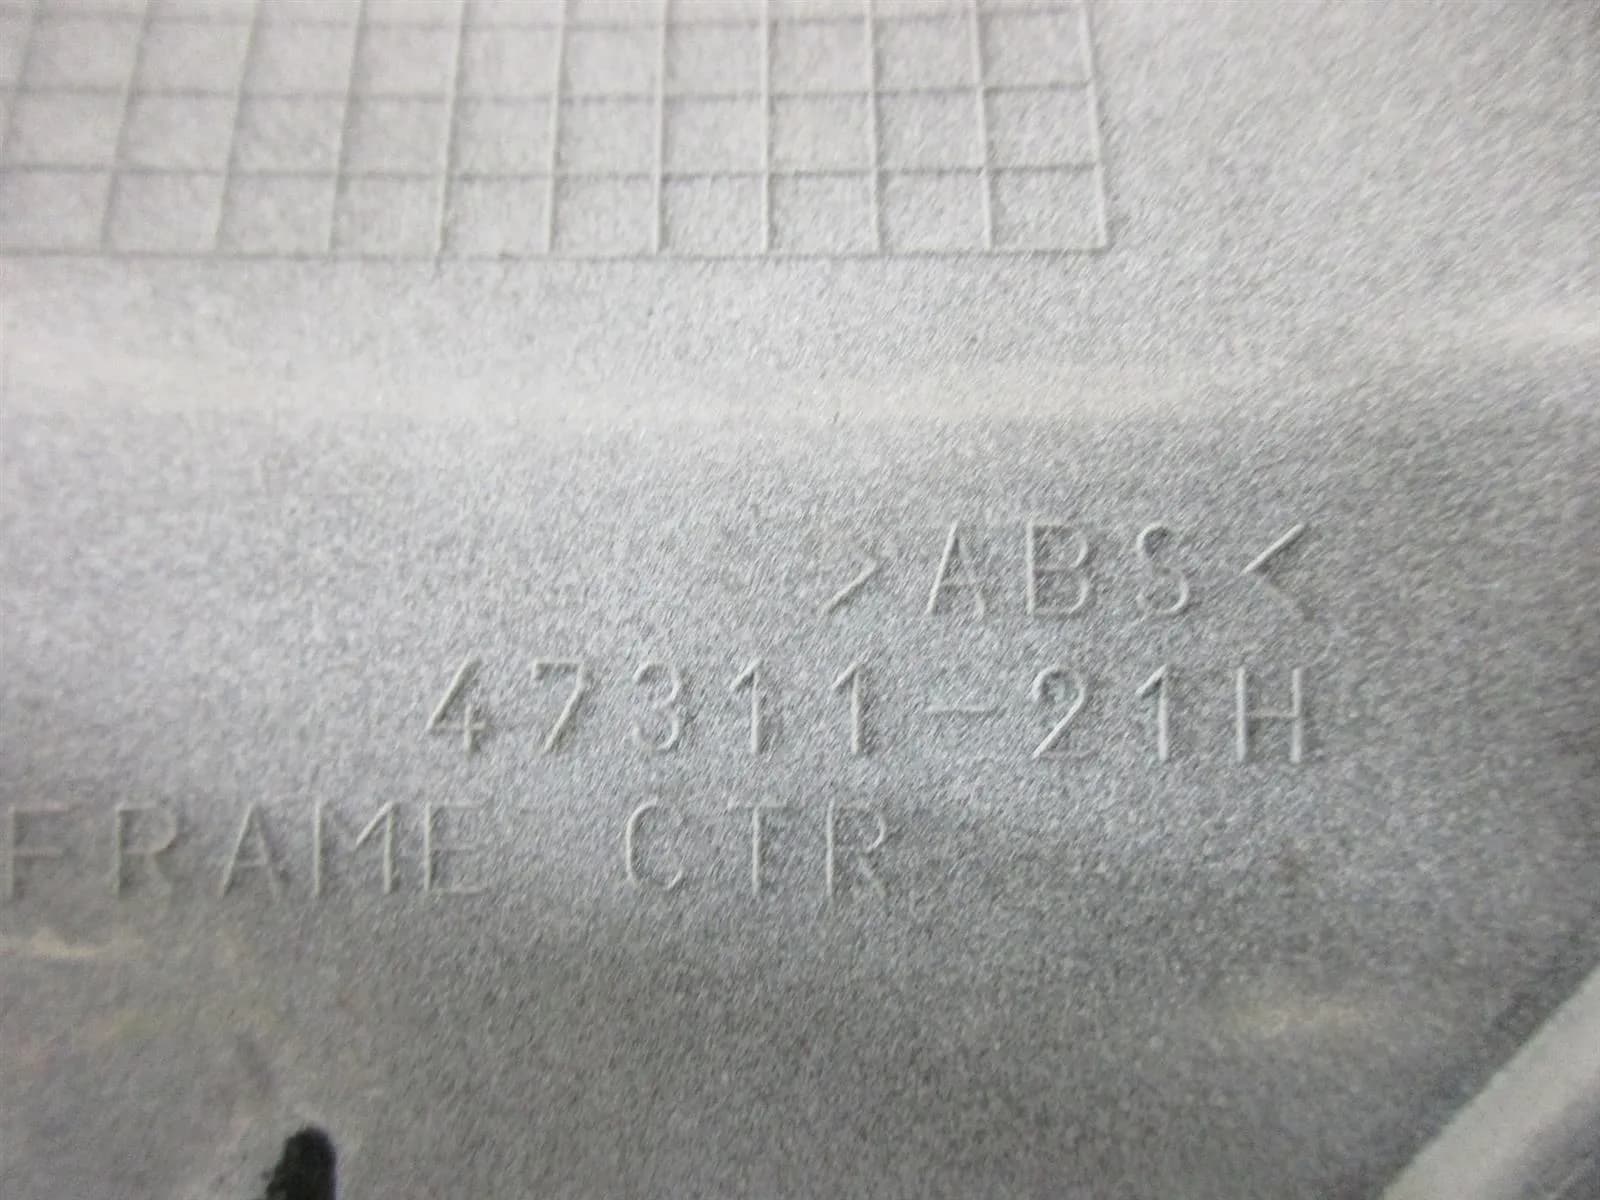 >ABS<
47311-21H
FRAME CTR